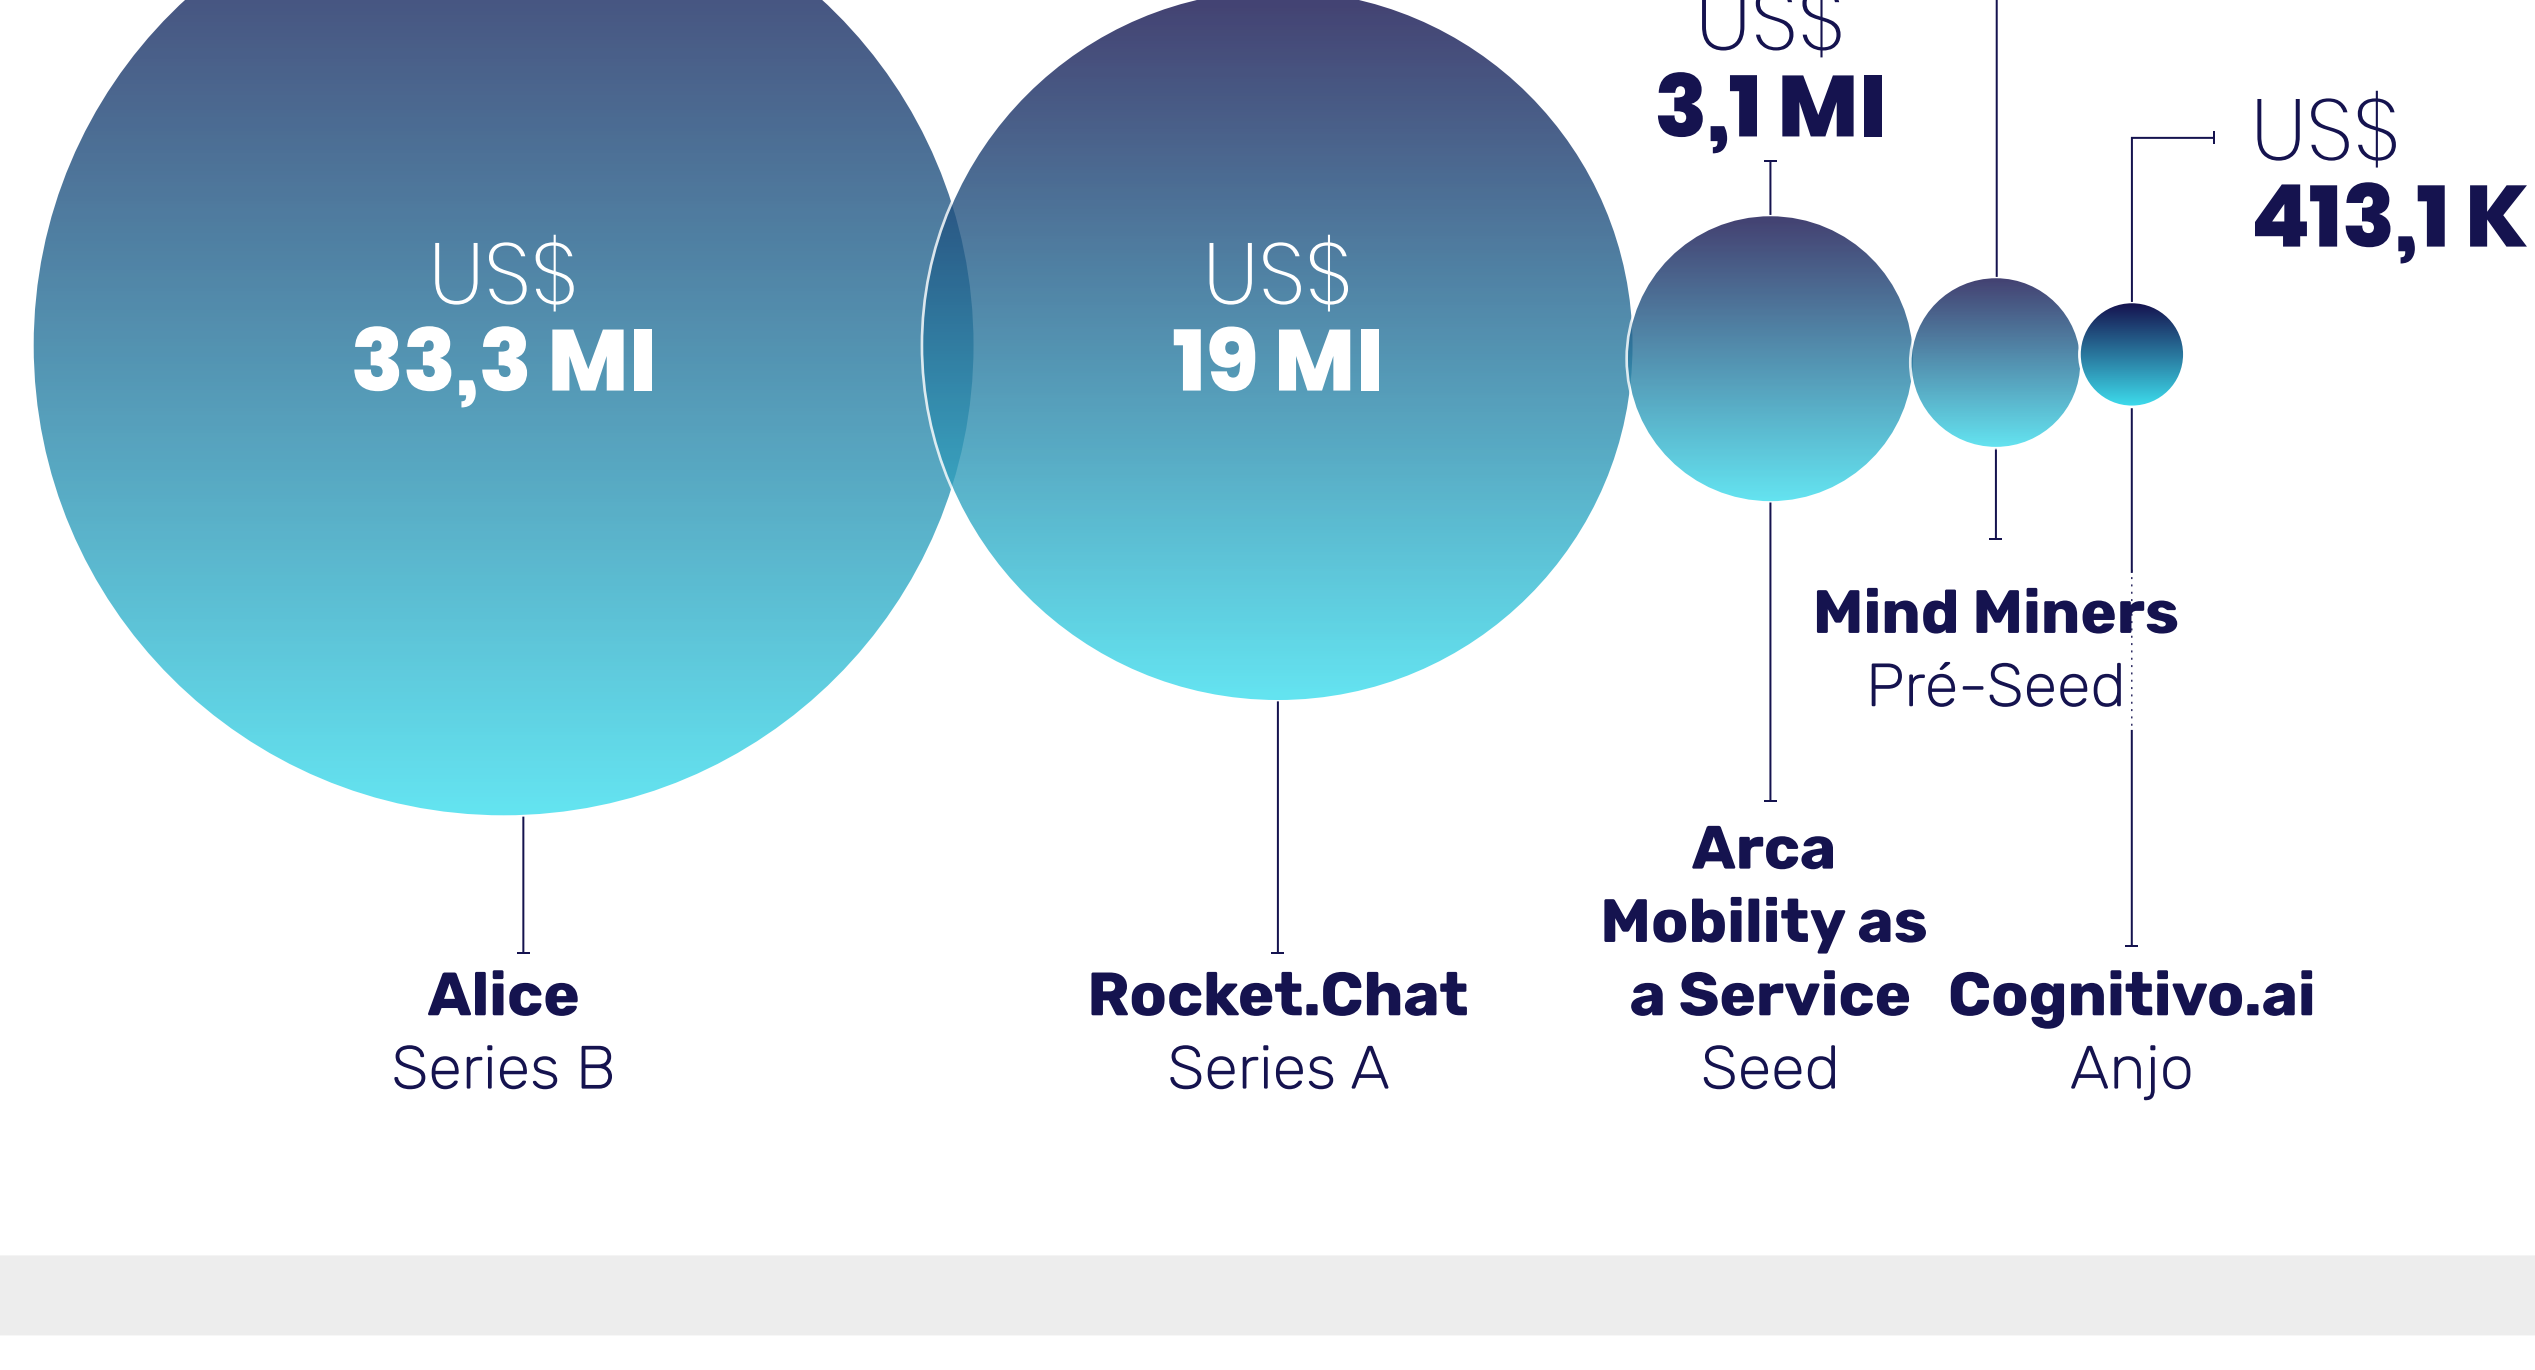 US$
33,3 MI
US$
19 MI
US$
3,1 MI
US$
413,1 K
Mind Miners
Pré-Seed
Alice
Series B
Rocket.Chat
Series A
Arca
Mobility as
a Service
Seed
Cognitivo.ai
Anjo